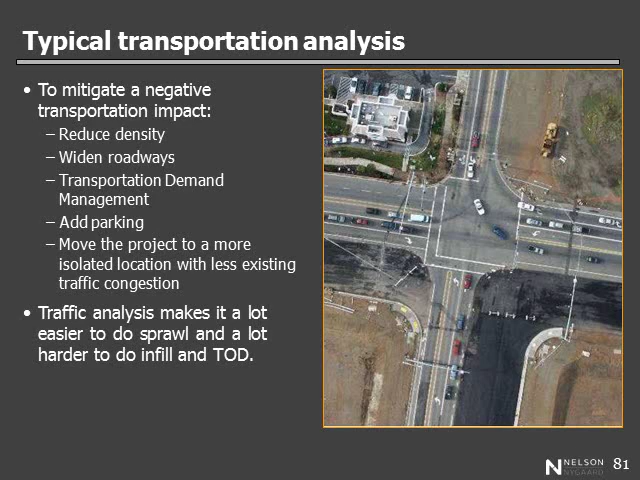 Typical transportation analysis
• To mitigate a negative
transportation impact:
– Reduce density
– Widen roadways
– Transportation Demand
Management
– Add parking
– Move the project to a more
isolated location with less existing
traffic congestion
• Traffic analysis makes it a lot
easier to do sprawl and a lot
harder to do infill and TOD.
NELSON
NYGAARD
81